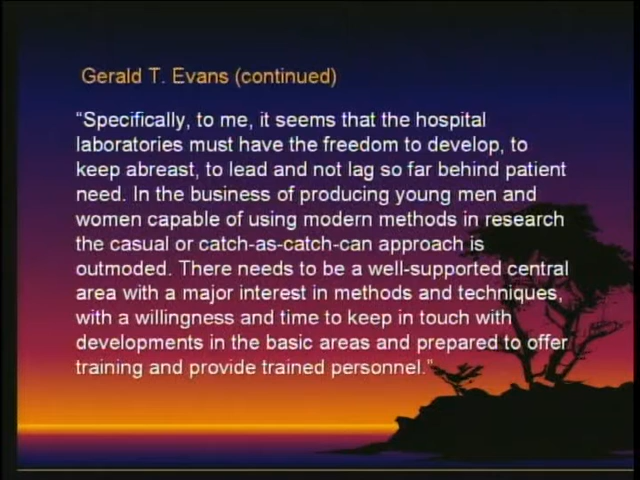 Gerald T. Evans (continued)
“Specifically, to me, it seems that the hospital
laboratories must have the freedom to develop, to
keep abreast, to lead and not lag so far behind patient
need. In the business of producing young men and
women capable of using modern methods in research
the casual or catch-as-catch-can approach is
outmoded. There needs to be a well-supported central
area with a major interest in methods and techniques,
with a willingness and time to keep in touch with
developments in the basic areas and prepared to offer
training and provide trained personnel.”